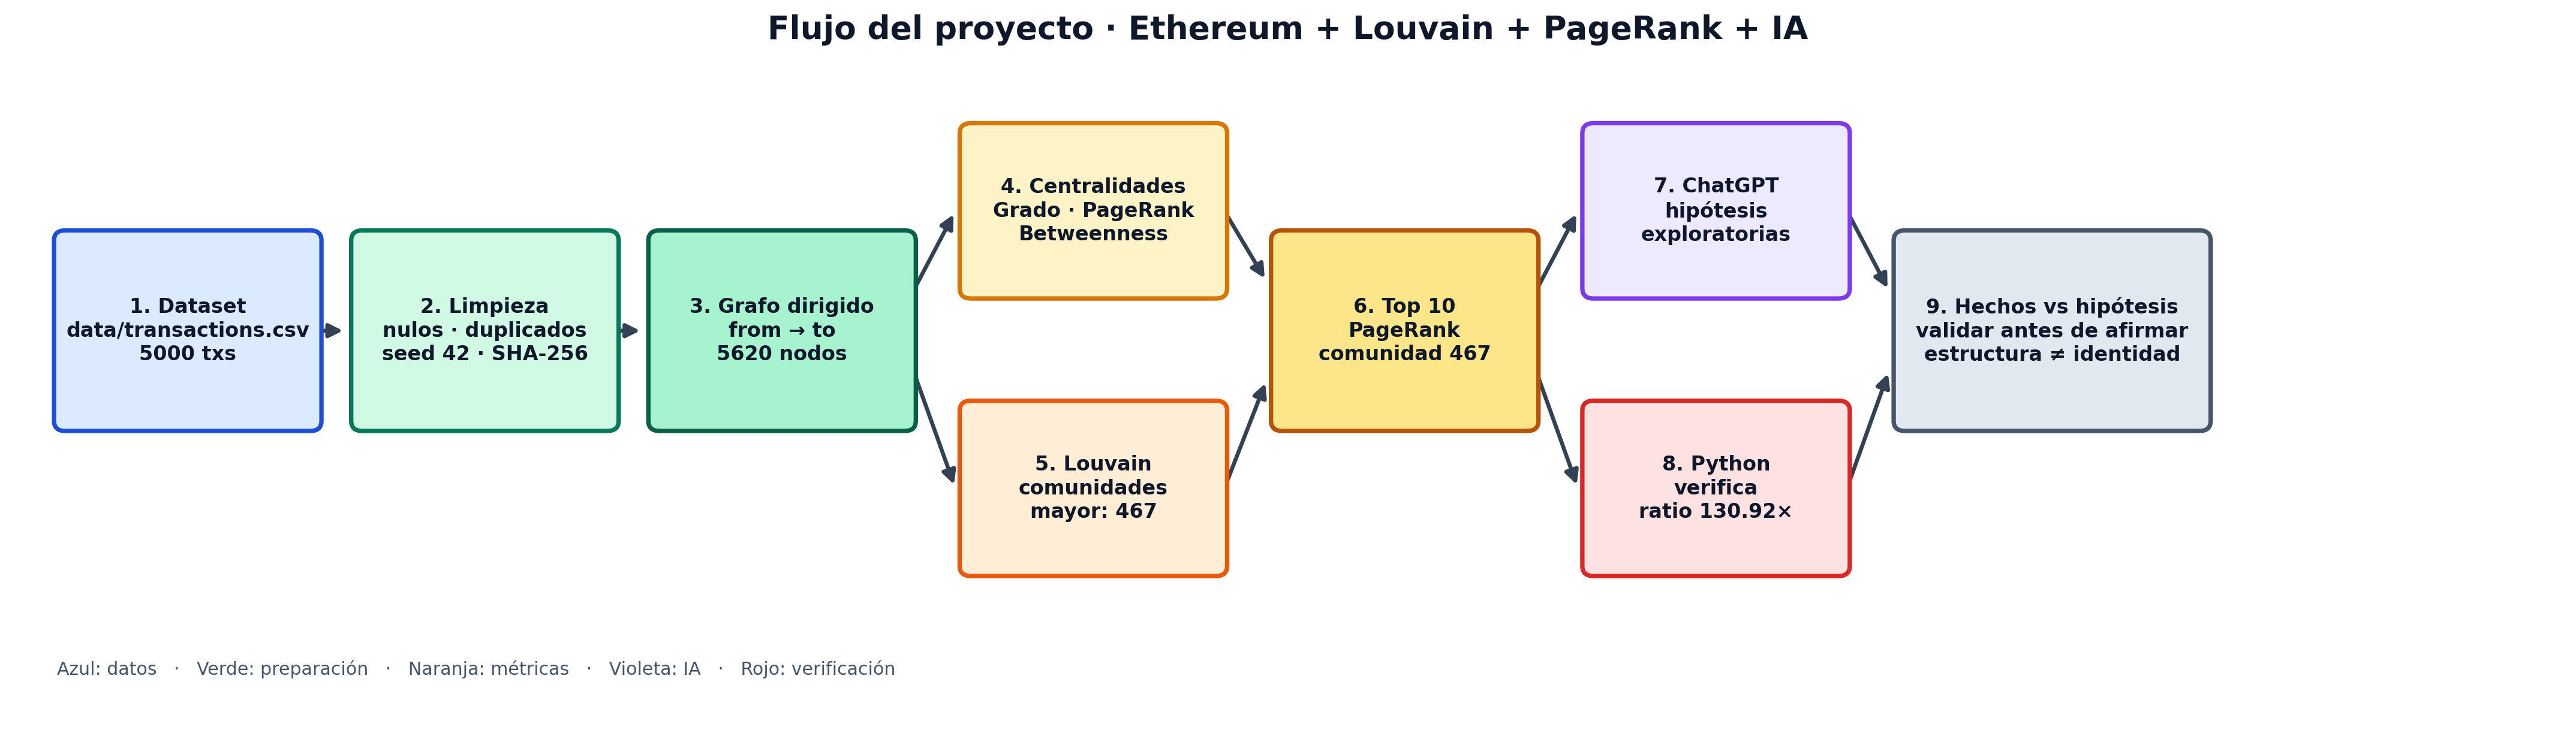 Flujo del proyecto · Ethereum + Louvain + PageRank + IA
1. Dataset
data/transactions.csv
5000 txs
2. Limpieza
nulos · duplicados
seed 42 · SHA-256
3. Grafo dirigido
from → to
5620 nodos
4. Centralidades
Grado · PageRank
Betweenness
5. Louvain
comunidades
mayor: 467
6. Top 10
PageRank
comunidad 467
7. ChatGPT
hipótesis
exploratorias
8. Python
verifica
ratio 130.92×
9. Hechos vs hipótesis
validar antes de afirmar
estructura ≠ identidad
Azul: datos · Verde: preparación · Naranja: métricas · Violeta: IA · Rojo: verificación